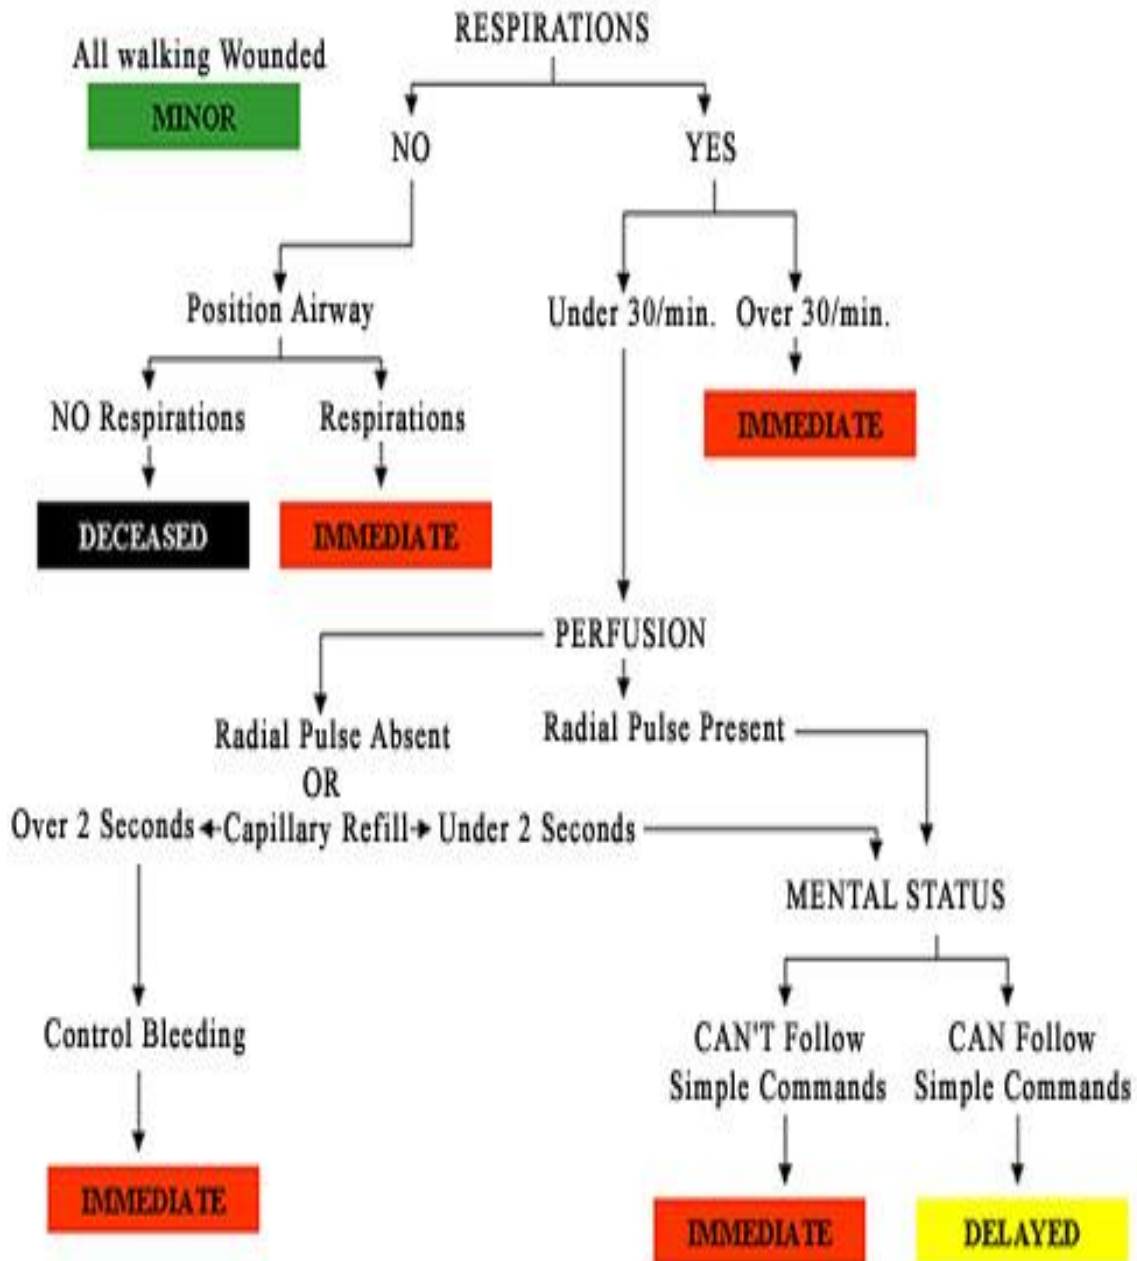 RESPIRATIONS
All walking Wounded
MINOR
NO
YES
Position Airway
Under 30/min.
Over 30/min.
NO Respirations
Respirations
IMMEDIATE
DECEASED
IMMEDIATE
PERFUSION
Radial Pulse Absent
Radial Pulse Present
OR
Over 2 Seconds
Capillary Refill
Under 2 Seconds
MENTAL STATUS
Control Bleeding
CAN'T Follow
Simple Commands
CAN Follow
Simple Commands
IMMEDIATE
IMMEDIATE
DELAYED